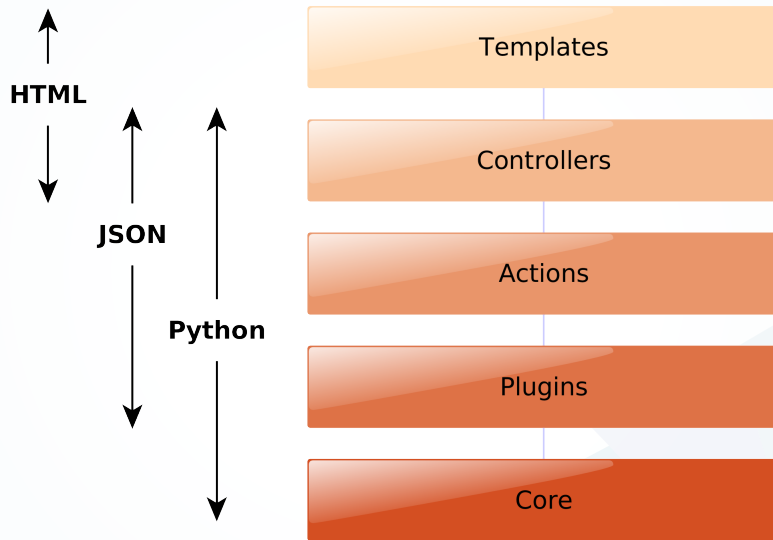 Templates
HTML
Controllers
JSON
Actions
Python
Plugins
Core